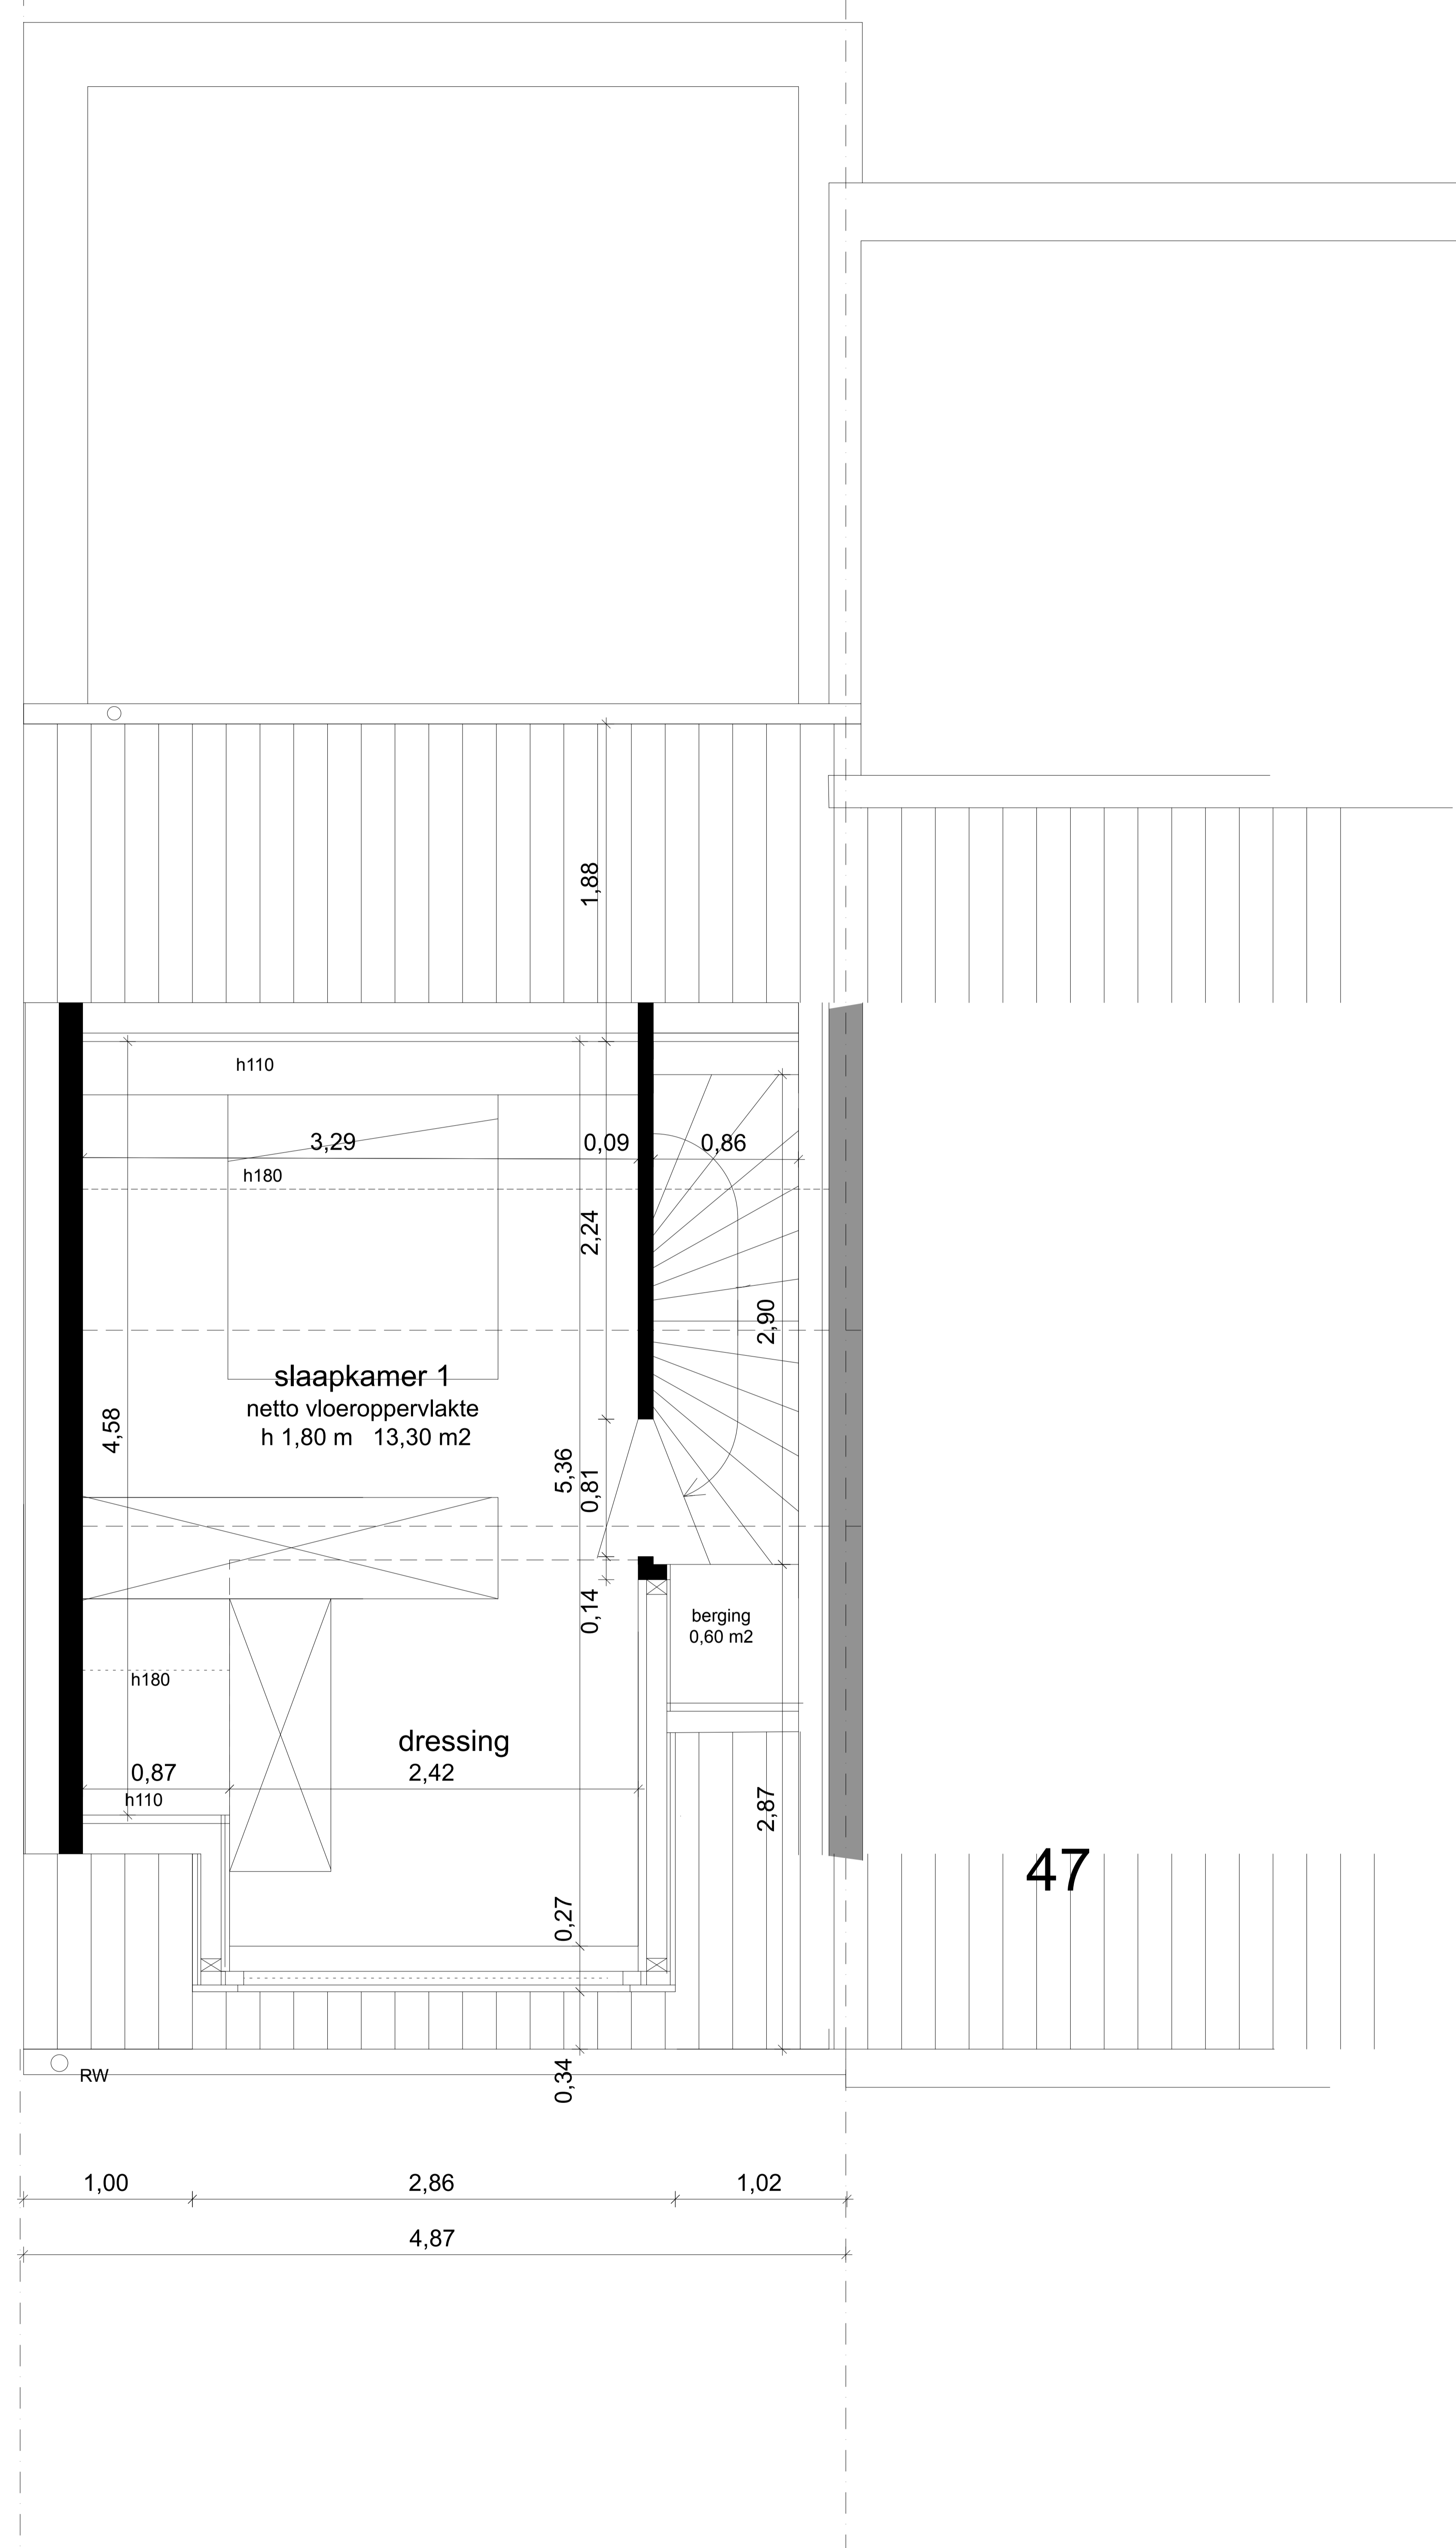 1,88
h110
3,29
0,09
0,86
h180
2,24
2,90
slaapkamer 1
netto vloeroppervlakte
h 1,80 m 13,30 m2
4,58
5,36
0,81
0,14
berging
0,60 m2
h180
dressing
0,87
2,42
h110
2,87
47
0,27
RW
0,34
1,00
2,86
1,02
4,87